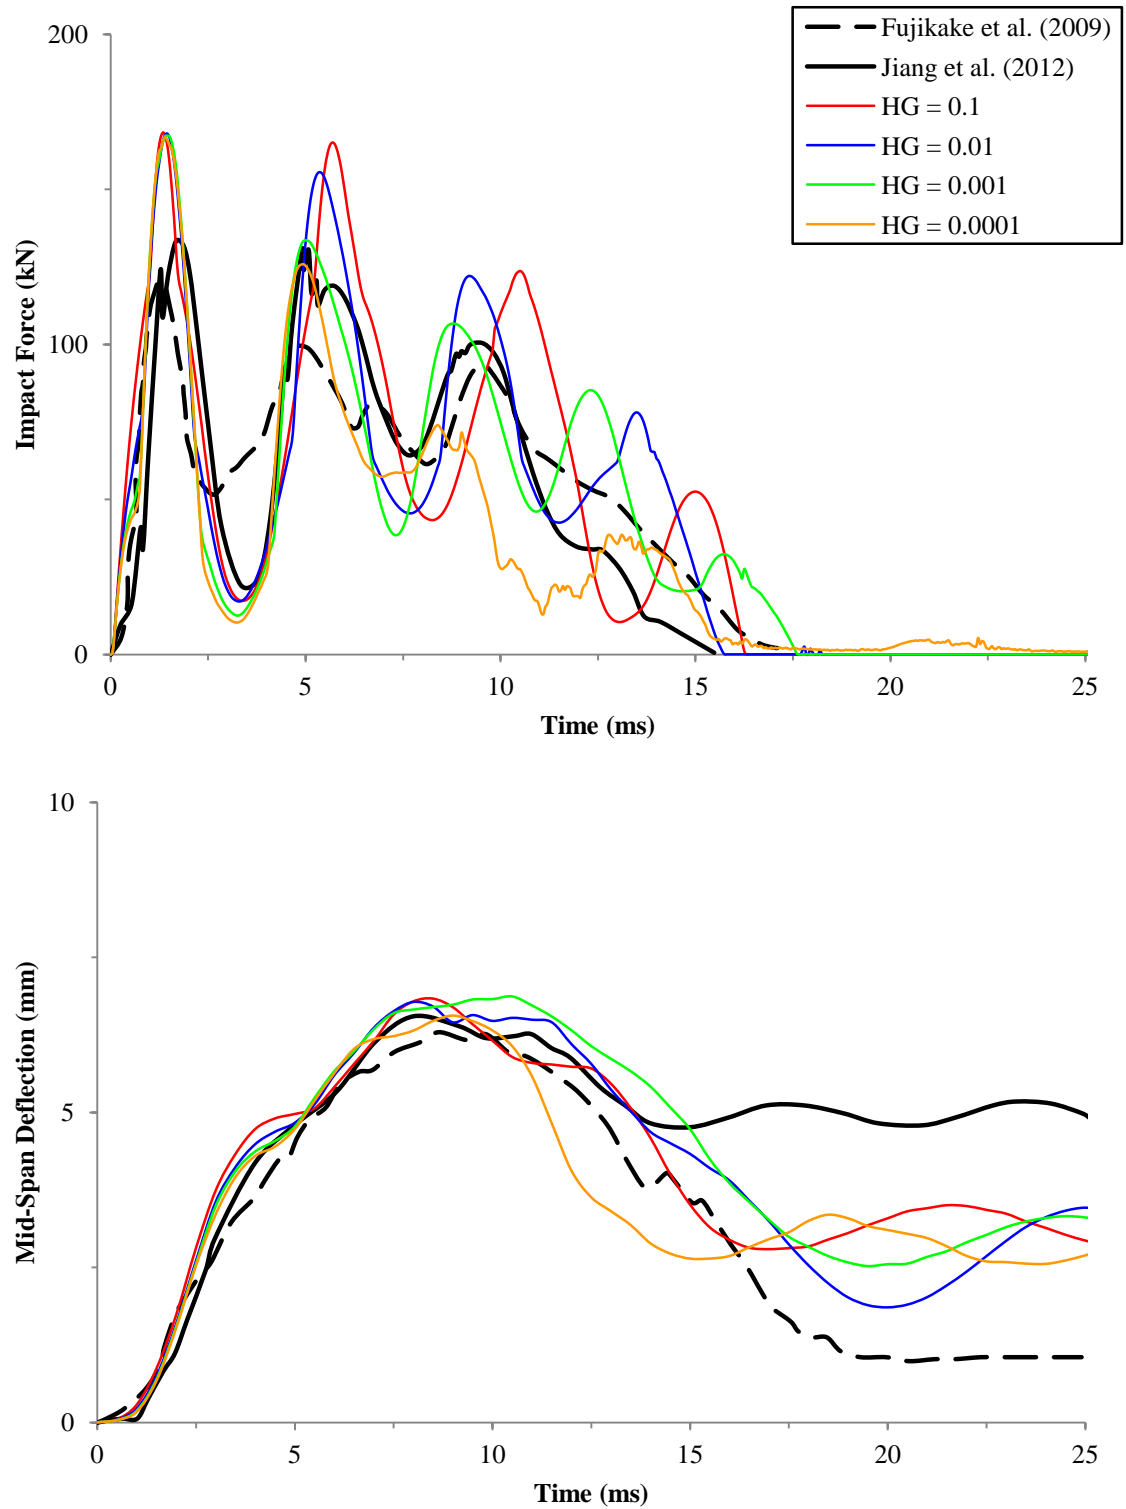 200
Fujikake et al. (2009)
Jiang et al. (2012)
HG = 0.1
HG = 0.01
HG = 0.001
HG = 0.0001
Impact Force (kN)
100
0
0 5 10 15 20 25
Time (ms)
10
Mid-Span Deflection (mm)
5
0
0 5 10 15 20 25
Time (ms)